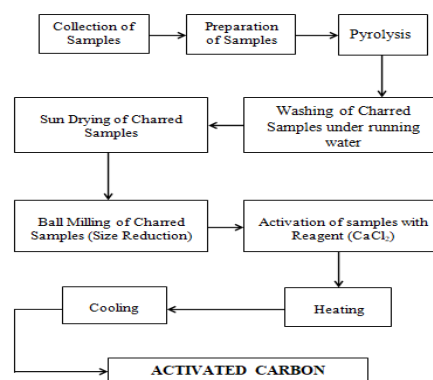 Collection of
Samples
Preparation
of Samples
Pyrolysis
Washing of Charred
Samples under running
water
Sun Drying of Charred
Samples
Ball Milling of Charred
Samples (Size Reduction)
Activation of samples with
Reagent (CaCl₂)
Heating
Cooling
ACTIVATED CARBON